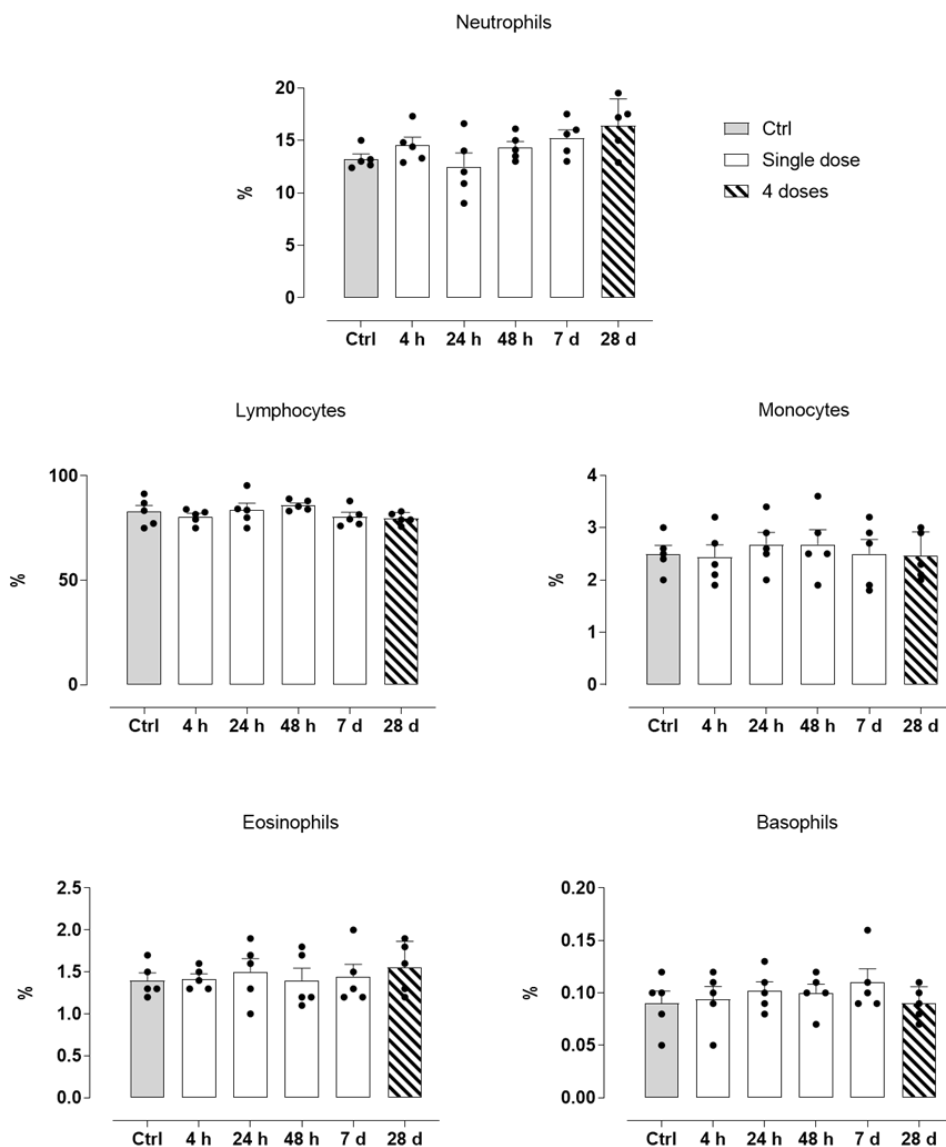 Neutrophils
20
15
10
5
0
%
Ctrl 4 h 24 h 48 h 7 d 28 d
Ctrl
Single dose
4 doses
Lymphocytes
100
50
0
%
Ctrl 4 h 24 h 48 h 7 d 28 d
Monocytes
4
3
2
1
0
%
Ctrl 4 h 24 h 48 h 7 d 28 d
Eosinophils
2.5
2.0
1.5
1.0
0.5
0.0
%
Ctrl 4 h 24 h 48 h 7 d 28 d
Basophils
0.20
0.15
0.10
0.05
0.00
%
Ctrl 4 h 24 h 48 h 7 d 28 d